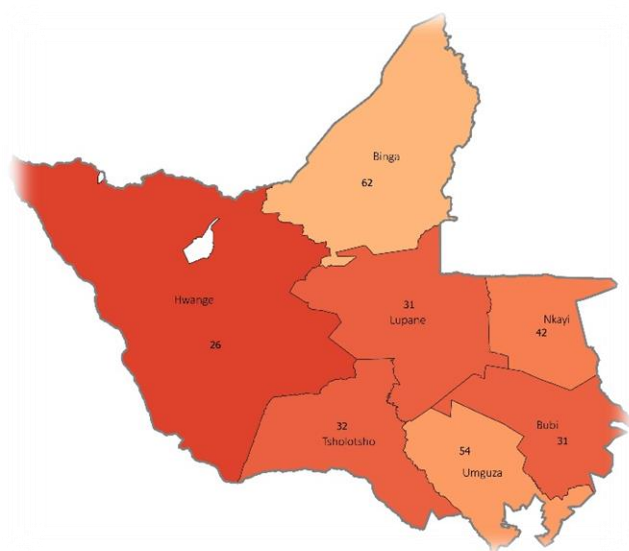 Binga
62
Hwange
26
31
Lupane
Nkayi
42
32
Tsholotsho
Bubi
31
54
Umguza